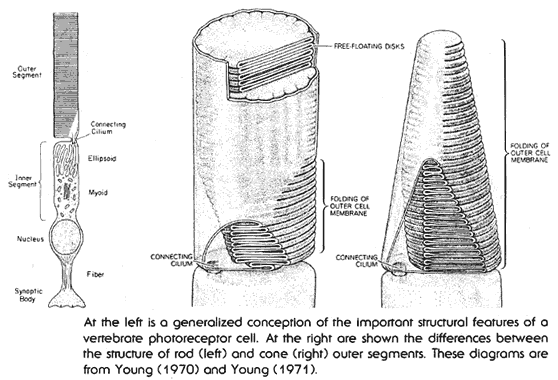 Outer
Segment
Connecting
Cilium
Inner
Segment
Ellipsoid
Myoid
Nucleus
Fiber
Synaptic
Body
FREE-FLOATING DISKS
FOLDING OF
OUTER CELL
MEMBRANE
CONNECTING
CILIUM
CONNECTING
CILIUM
FOLDING OF
OUTER CELL
MEMBRANE
At the left is a generalized conception of the important structural features of a
vertebrate photoreceptor cell. At the right are shown the differences between
the structure of rod (left) and cone (right) outer segments. These diagrams are
from Young (1970) and Young (1971).